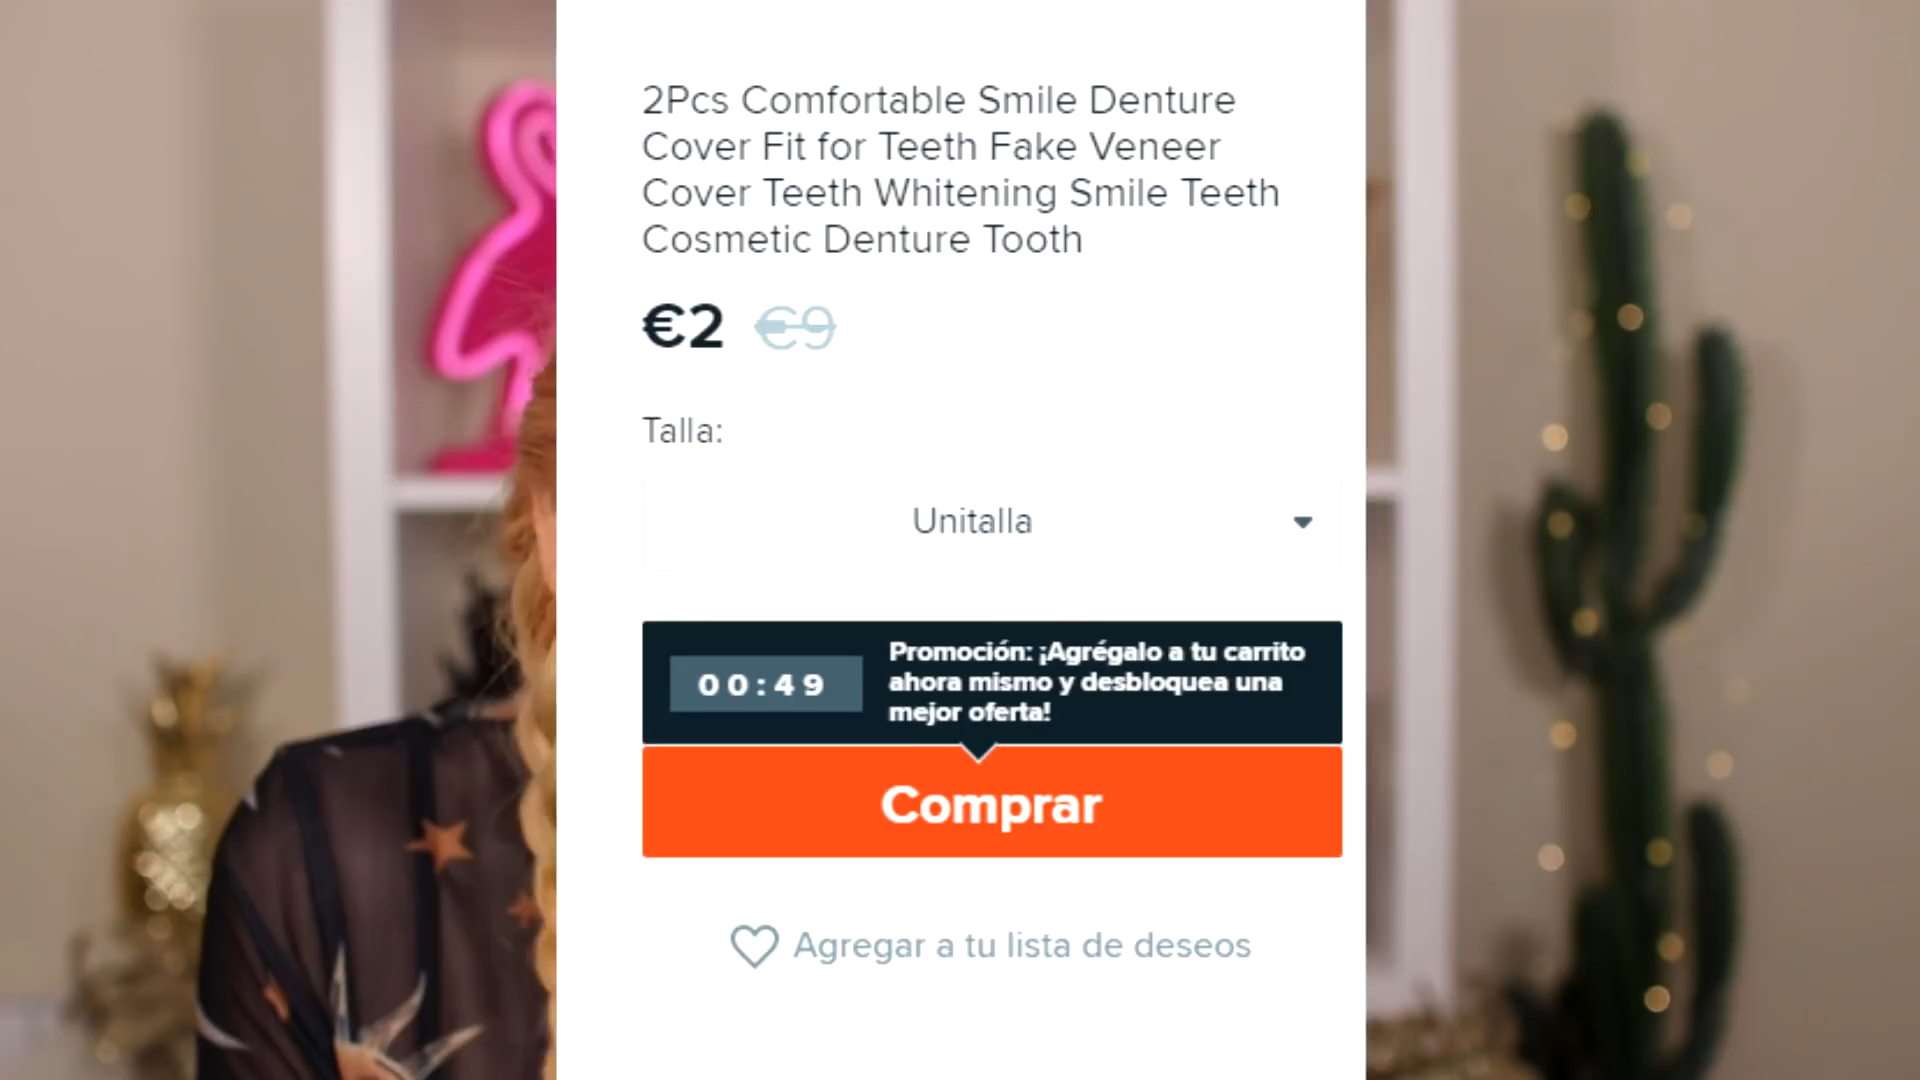 2Pcs Comfortable Smile Denture
Cover Fit for Teeth Fake Veneer
Cover Teeth Whitening Smile Teeth
Cosmetic Denture Tooth
€2 €9
Talla:
Unitalla
00:49
Promoción: ¡Agrégalo a tu carrito
ahora mismo y desbloquea una
mejor oferta!
Comprar
Agregar a tu lista de deseos